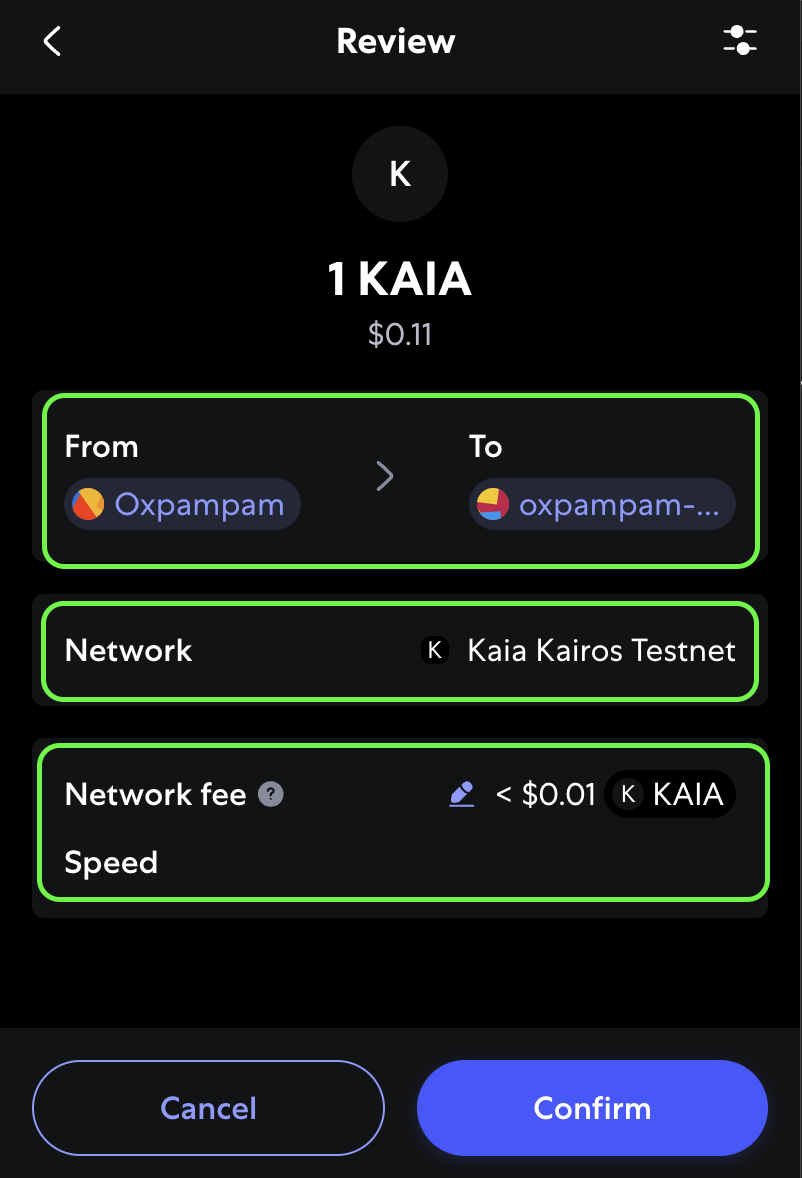 Review
K
1 KAIA
$0.11
From
To
Oxpampam
oxpampam-...
Network
K Kaia Kairos Testnet
Network fee ? < $0.01 K KAIA
Speed
Cancel
Confirm